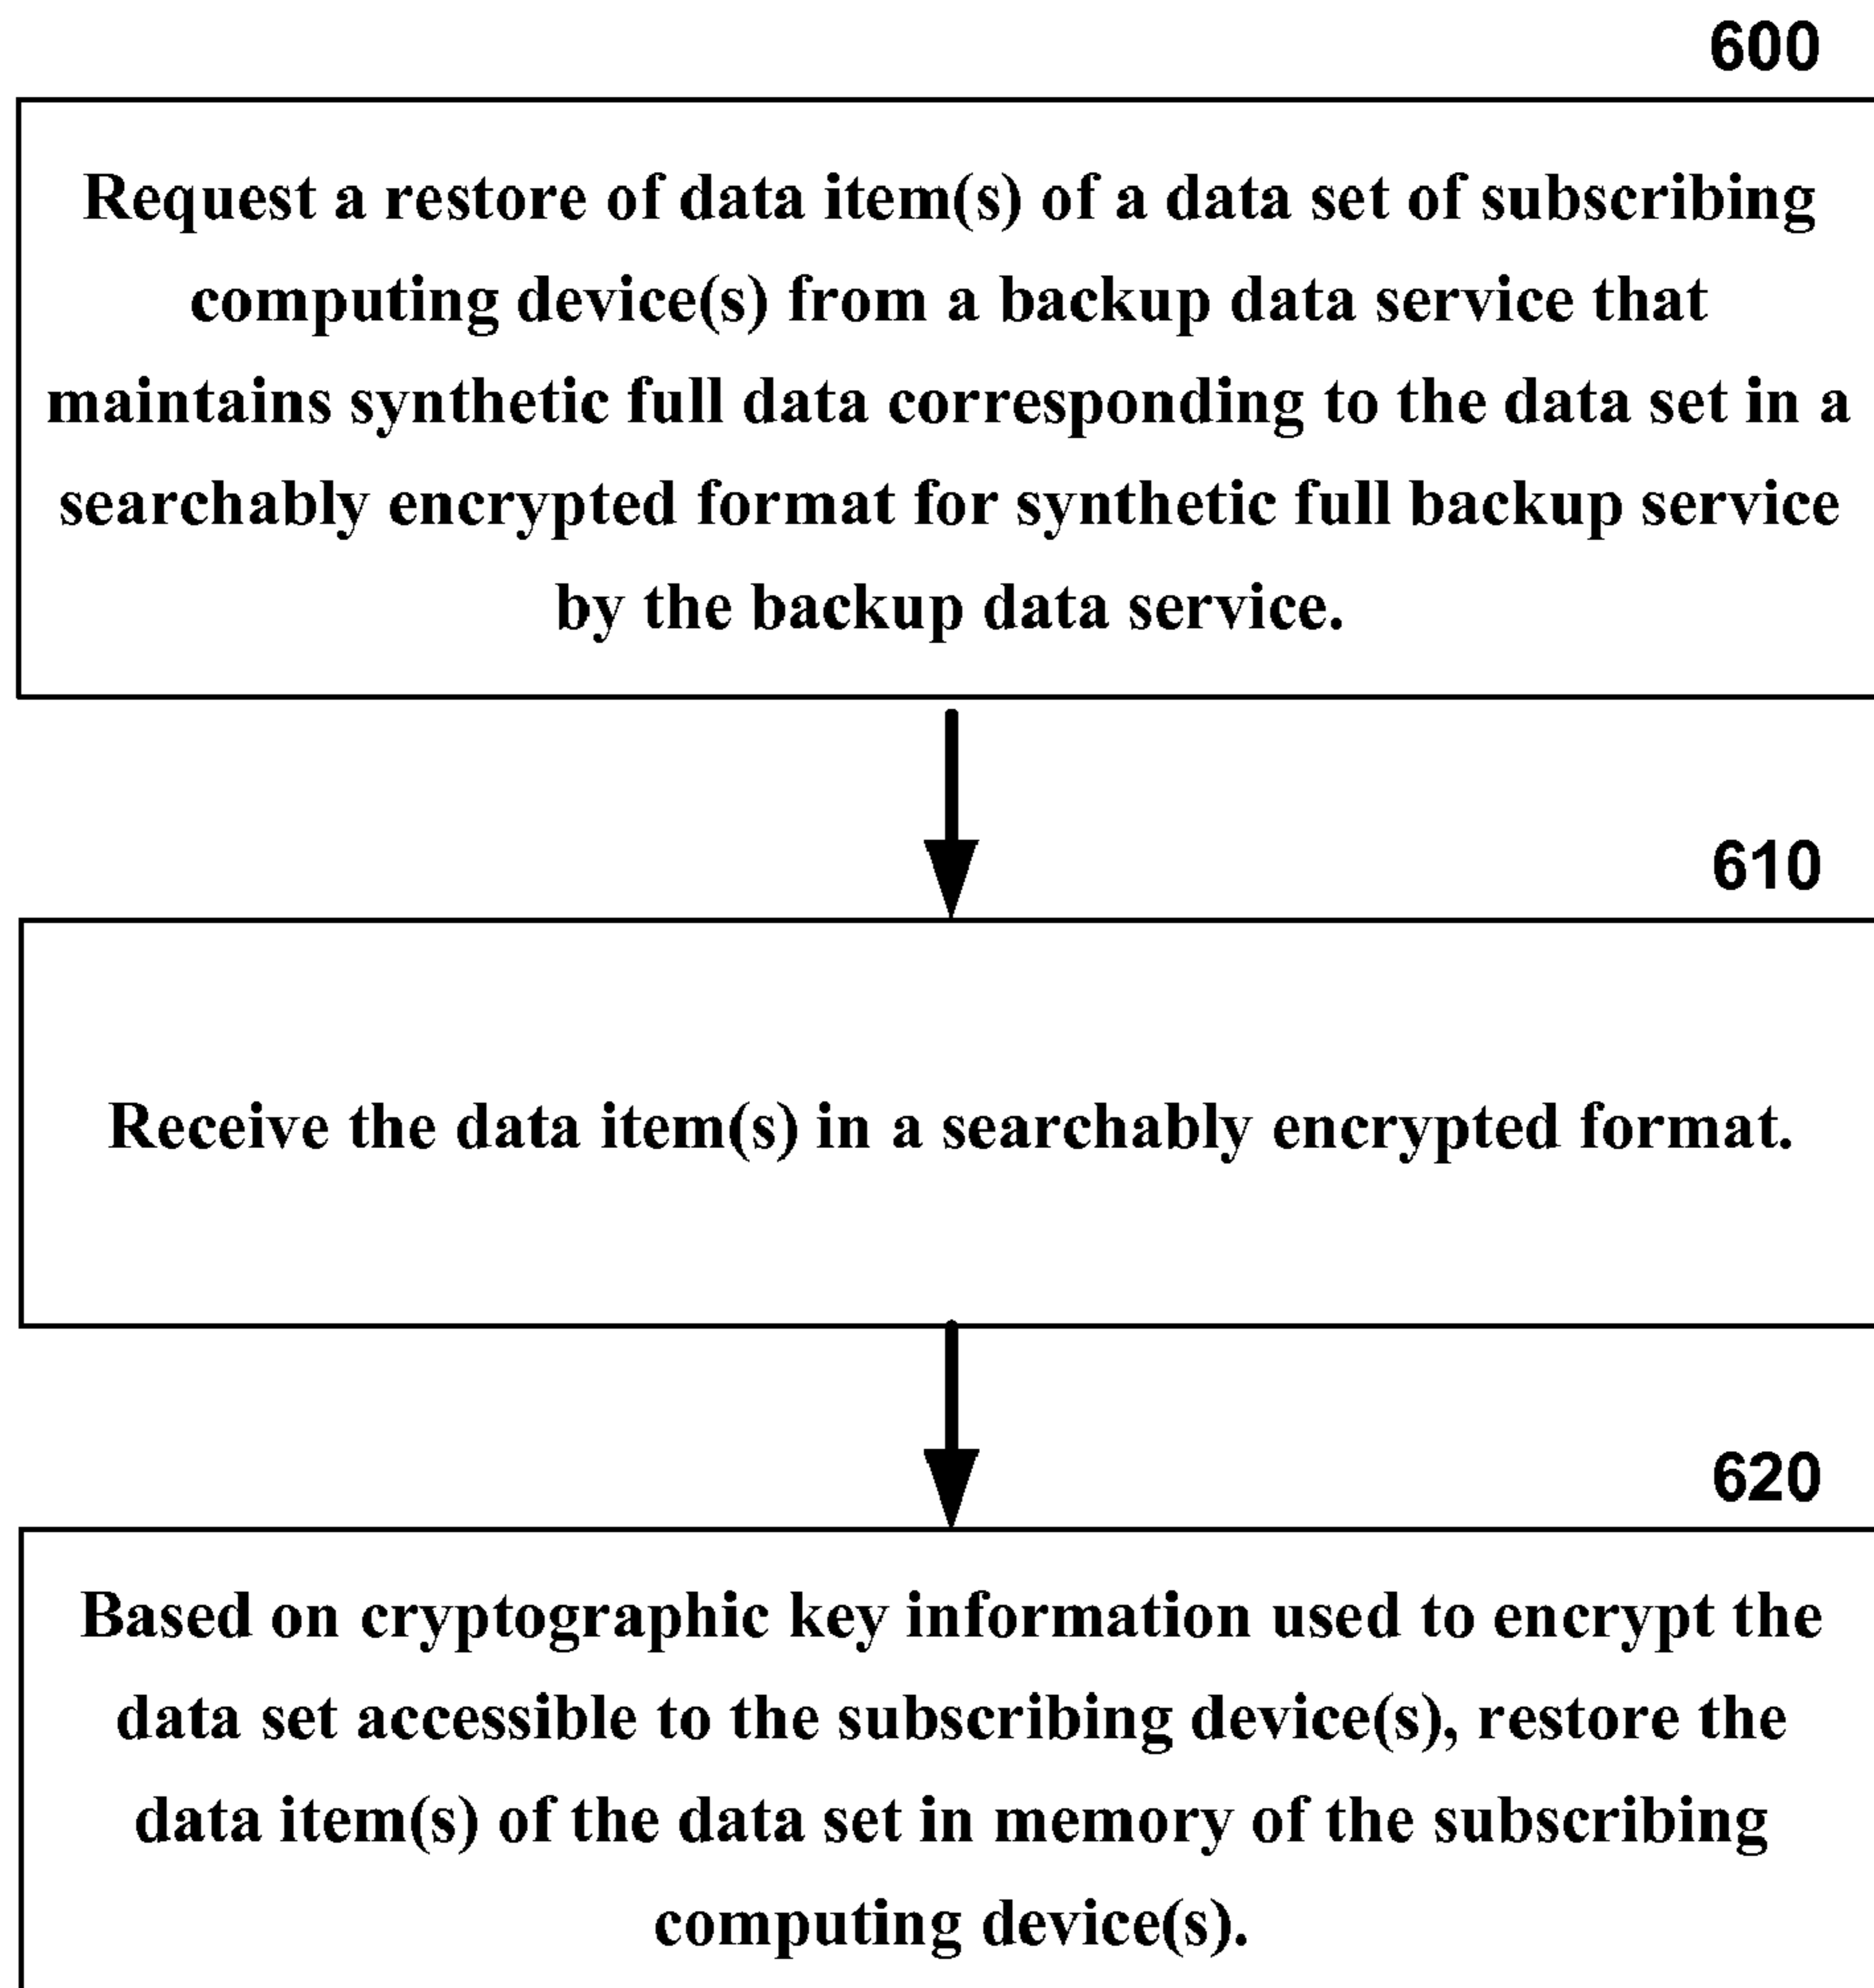 600
Request a restore of data item(s) of a data set of subscribing
computing device(s) from a backup data service that
maintains synthetic full data corresponding to the data set in a
searchably encrypted format for synthetic full backup service
by the backup data service.
610
Receive the data item(s) in a searchably encrypted format.
620
Based on cryptographic key information used to encrypt the
data set accessible to the subscribing device(s), restore the
data item(s) of the data set in memory of the subscribing
computing device(s).